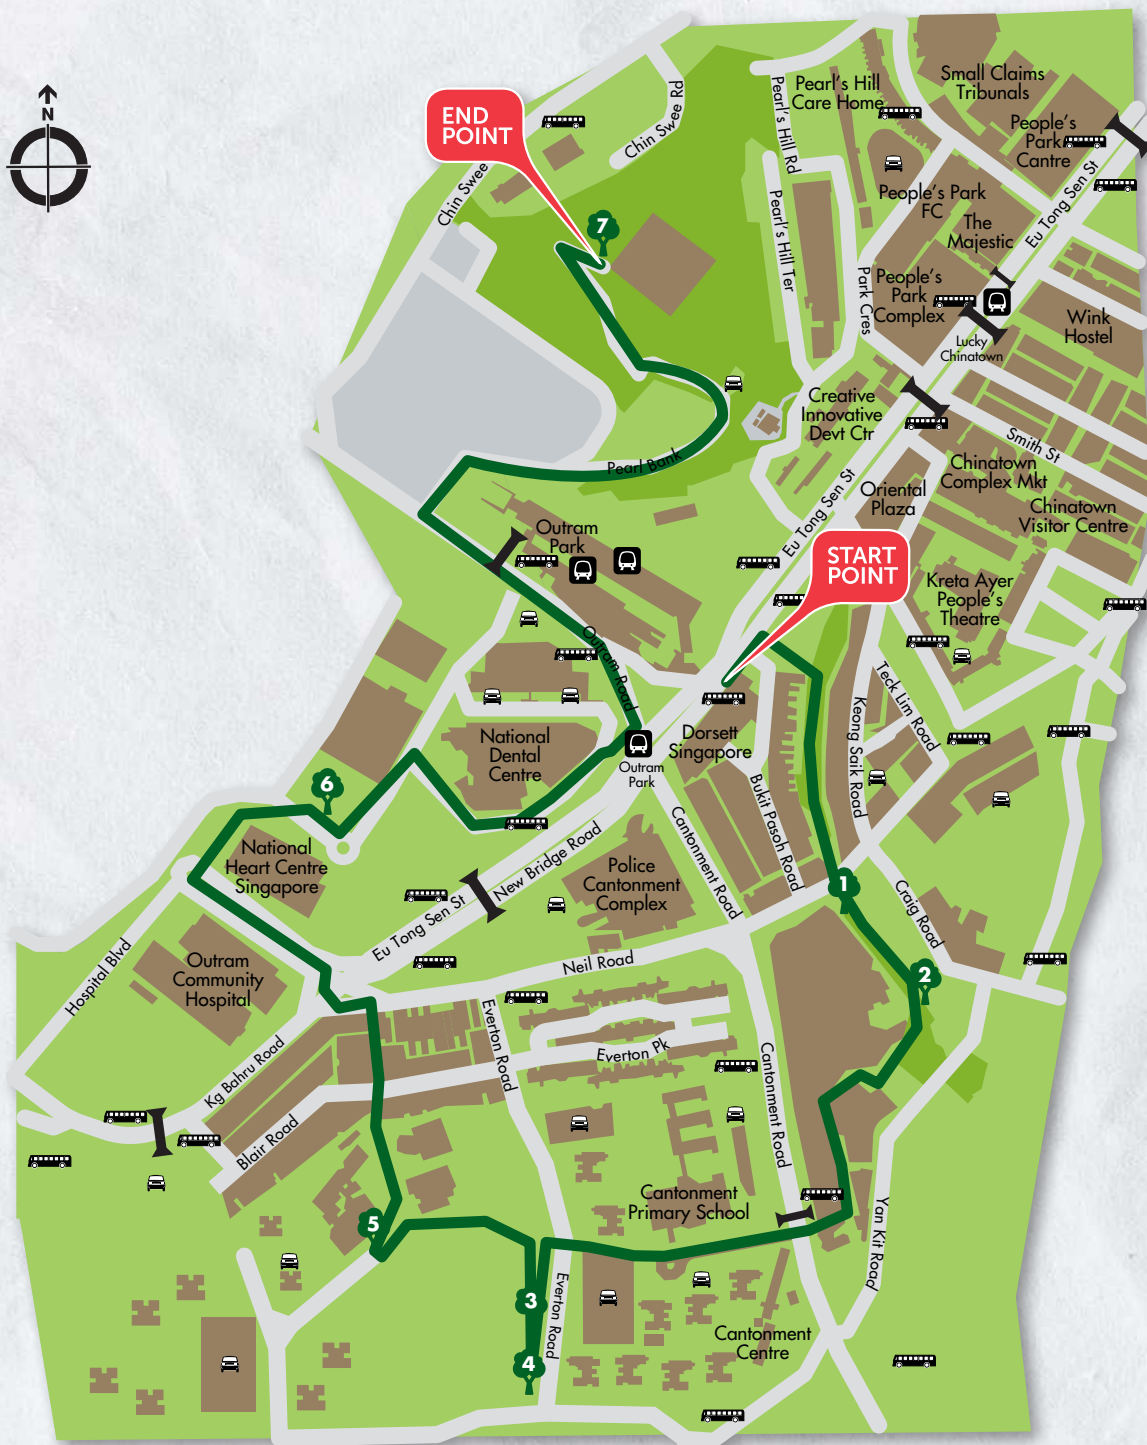 N
END
POINT
Chin Swee Rd
Chin Swee
Pearl's Hill Rd
Pearl's Hill
Care Home
Small Claims
Tribunals
People's
Park
Cantre
Eu Tong Sen St
People's Park
FC
The
Majestic
Pearl's Hill Ter
Park Cres
People's
Park
Complex
Lucky
Chinatown
Wink
Hostel
Creative
Innovative
Devt Ctr
Smith St
Pearl Bank
Chinatown
Complex Mkt
Oriental
Plaza
Chinatown
Visitor Centre
Eu Tong Sen St
Outram
Park
START
POINT
Kreta Ayer
People's
Theatre
Outram Road
Teck Lim Road
Keong Saik Road
National
Dental
Centre
Dorsett
Singapore
Outram
Park
Bukit Pasoh Road
Cantonment Road
New Bridge Road
National
Heart Centre
Singapore
Police
Cantonment
Complex
Craig Road
Eu Tong Sen St
Neil Road
Hospital Blvd
Outram
Community
Hospital
Everton Road
Everton Pk
Kg Bahru Road
Blair Road
Cantonment Road
Cantonment
Primary School
Yan Kit Road
Everton Road
Cantonment
Centre
1
2
3
4
5
6
7